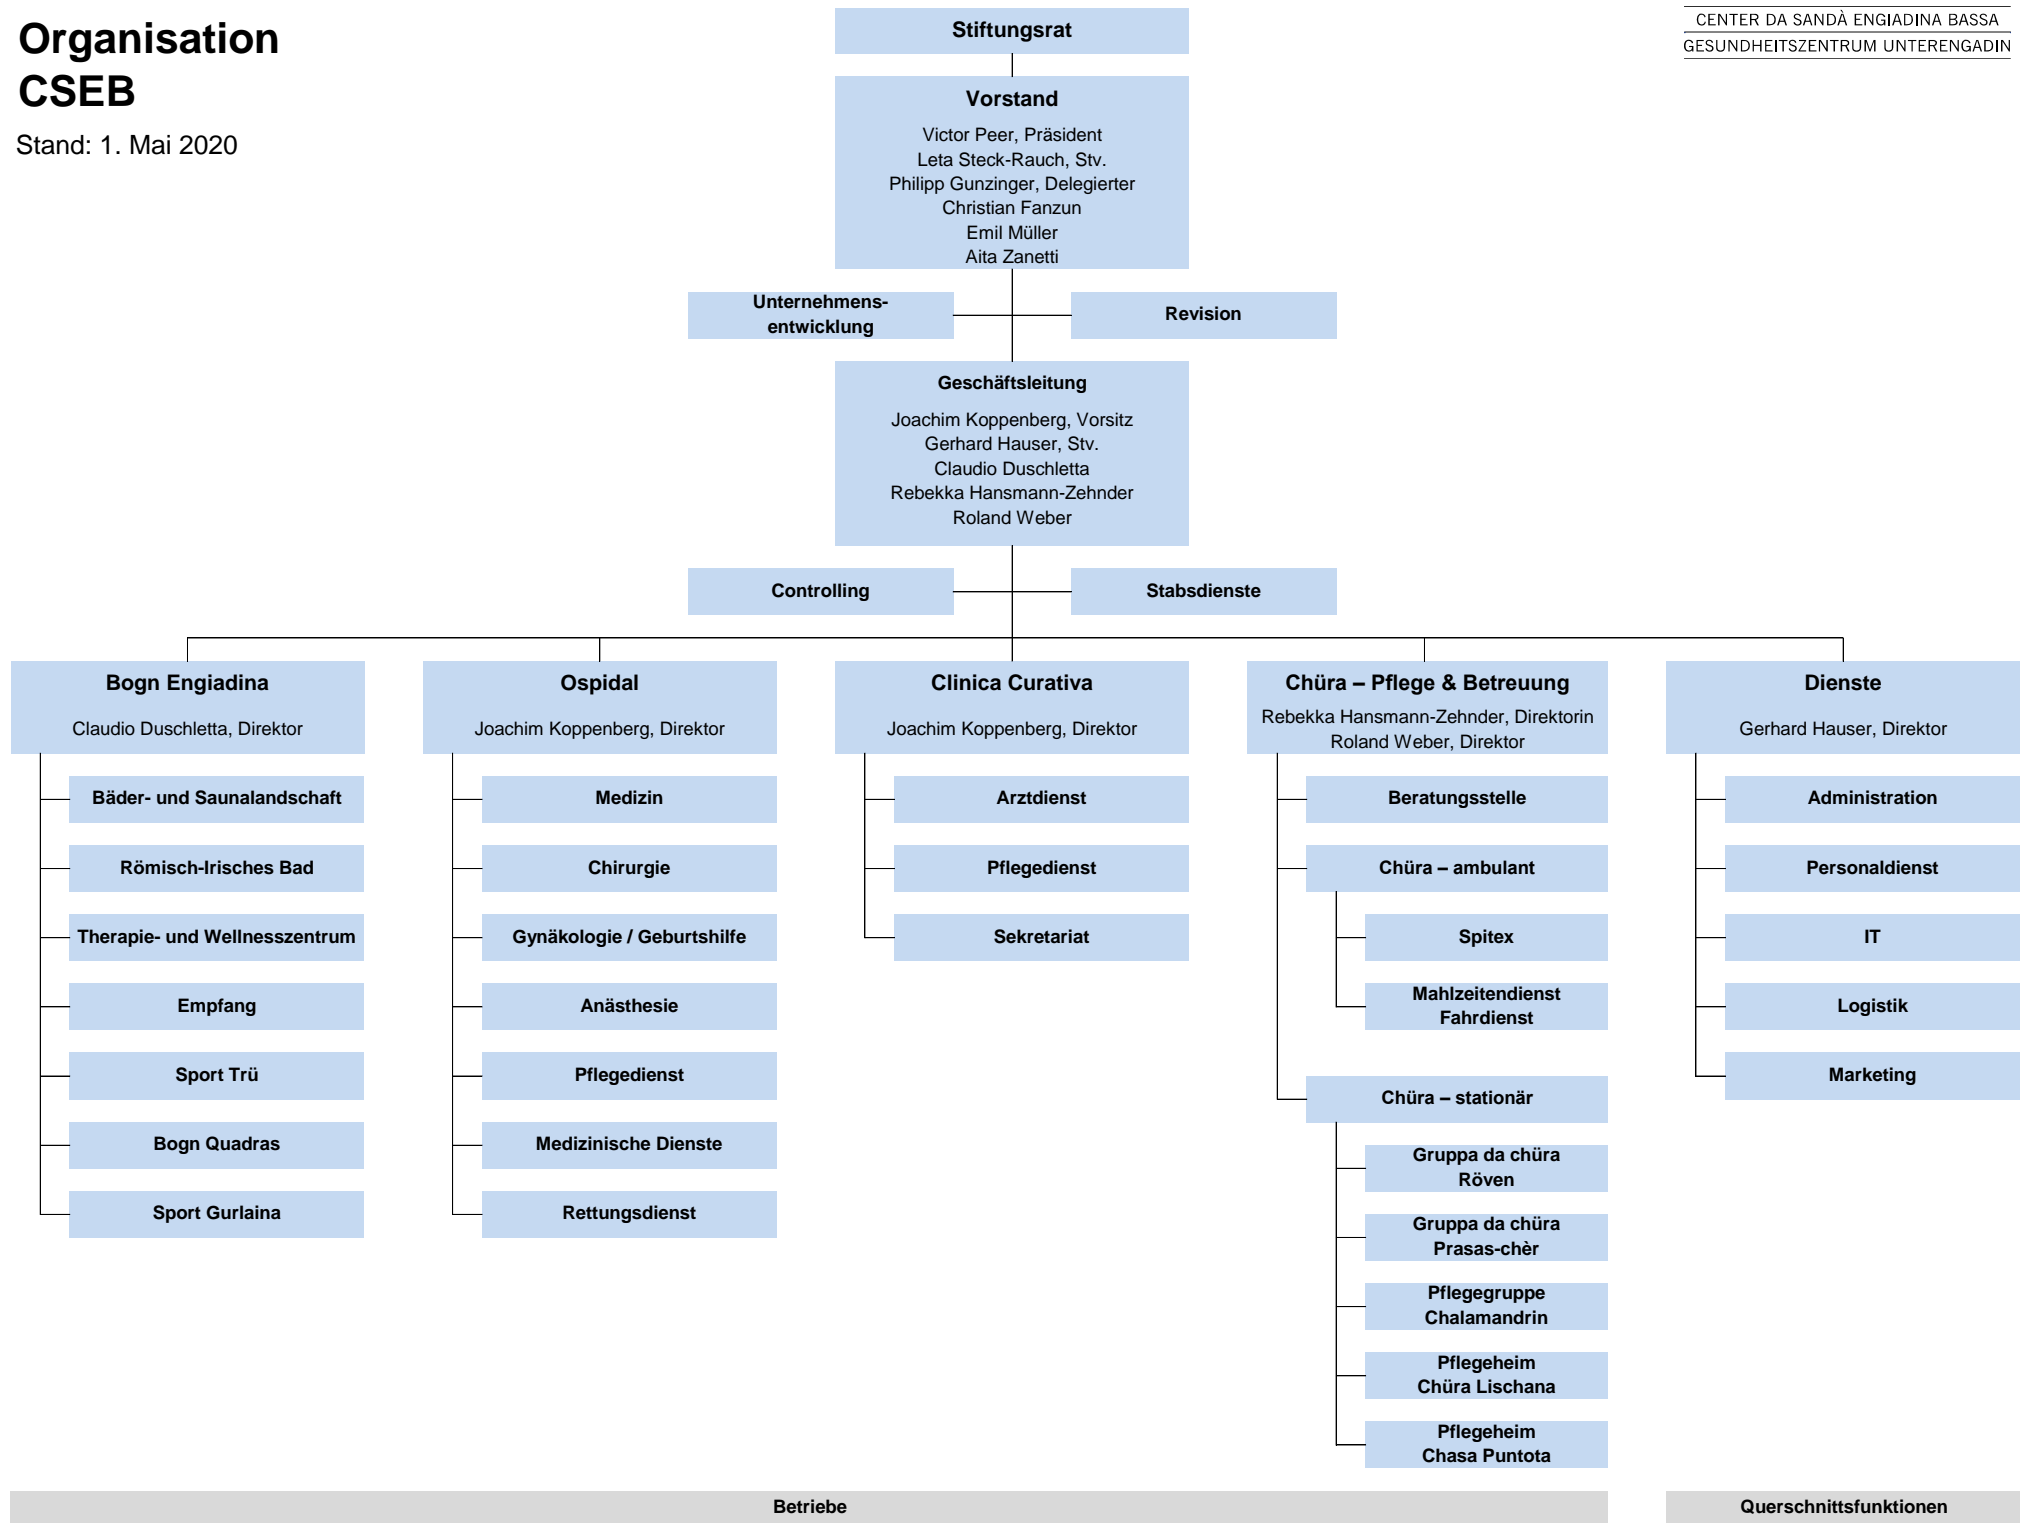 Organisation
CSEB
Stand: 1. Mai 2020
CENTER DA SANDÀ ENGIADINA BASSA
GESUNDHEITSZENTRUM UNTERENGADIN
Stiftungsrat
Vorstand
Victor Peer, Präsident
Leta Steck-Rauch, Stv.
Philipp Gunzinger, Delegierter
Christian Fanzun
Emil Müller
Aita Zanetti
Unternehmens-
entwicklung
Revision
Geschäftsleitung
Joachim Koppenberg, Vorsitz
Gerhard Hauser, Stv.
Claudio Duschletta
Rebekka Hansmann-Zehnder
Roland Weber
Controlling
Stabsdienste
Bogn Engiadina
Claudio Duschletta, Direktor
Bäder- und Saunalandschaft
Römisch-Irisches Bad
Therapie- und Wellnesszentrum
Empfang
Sport Trü
Bogn Quadras
Sport Gurlaina
Ospidal
Joachim Koppenberg, Direktor
Medizin
Chirurgie
Gynäkologie / Geburtshilfe
Anästhesie
Pflegedienst
Medizinische Dienste
Rettungsdienst
Clinica Curativa
Joachim Koppenberg, Direktor
Arztdienst
Pflegedienst
Sekretariat
Chüra – Pflege & Betreuung
Rebekka Hansmann-Zehnder, Direktorin
Roland Weber, Direktor
Beratungsstelle
Chüra – ambulant
Spitex
Mahlzeitendienst
Fahrdienst
Chüra – stationär
Gruppa da chüra
Röven
Gruppa da chüra
Prasas-chèr
Pflegegruppe
Chalamandrin
Pflegeheim
Chüra Lischana
Pflegeheim
Chasa Puntota
Dienste
Gerhard Hauser, Direktor
Administration
Personaldienst
IT
Logistik
Marketing
Betriebe
Querschnittsfunktionen